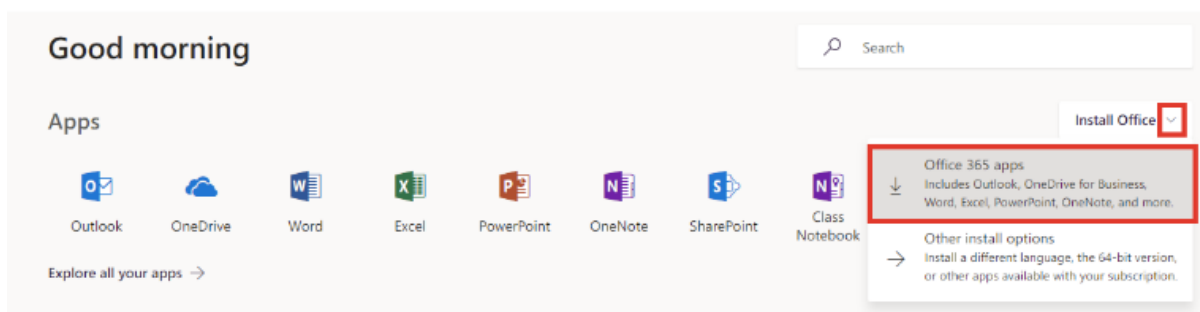 Good morning
Search
Apps
Install Office
Office 365 apps
Includes Outlook, OneDrive for Business,
Word, Excel, PowerPoint, OneNote, and more.
Outlook
OneDrive
Word
Excel
PowerPoint
OneNote
SharePoint
Class
Notebook
Other install options
Install a different language, the 64-bit version,
or other apps available with your subscription.
Explore all your apps →